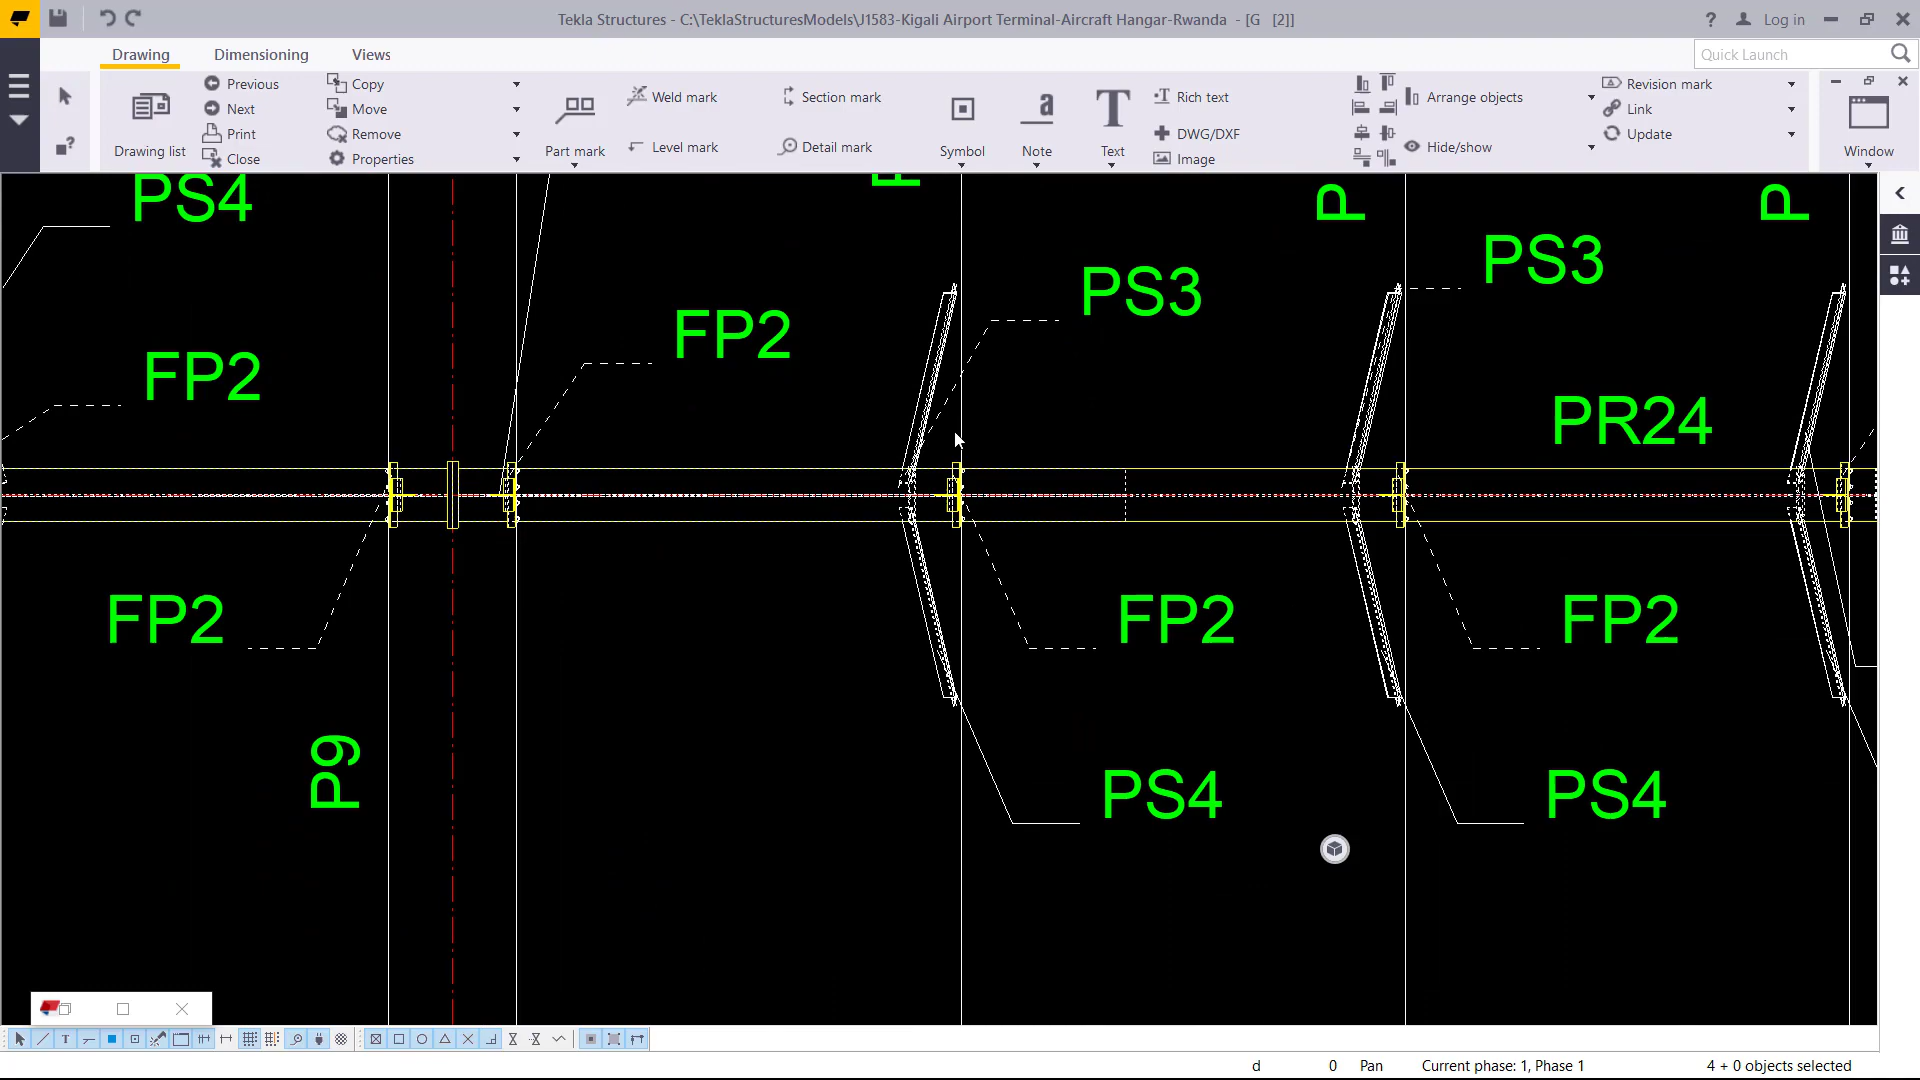 Tekla Structures - C:\TeklaStructuresModels\J1583-Kigali Airport Terminal-Aircraft Hangar-Rwanda - [G [2]]
? Log in
Drawing Dimensioning Views
Quick Launch
Drawing list
Previous
Next
Print
Close
Copy
Move
Remove
Properties
Part mark
Weld mark
Level mark
Section mark
Detail mark
Symbol
a
Note
T
Text
Rich text
DWG/DXF
Image
Arrange objects
Hide/show
Revision mark
Link
Update
Window
PS4
P
P
PS3
PS3
FP2
FP2
PR24
FP2
FP2
FP2
P9
PS4
PS4
d 0 Pan Current phase: 1, Phase 1 4 + 0 objects selected